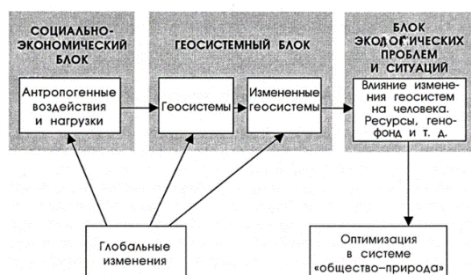 СОЦИАЛЬНО-
ЭКОНОМИЧЕСКИЙ
БЛОК
Антропогенные
воздействия
и нагрузки
ГЕОСИСТЕМНЫЙ БЛОК
Геосистемы
Измененные
геосистемы
БЛОК
ЭКОЛОГИЧЕСКИХ
ПРОБЛЕМ
И СИТУАЦИЙ
Влияние измене-
ния геосистем
на человека.
Ресурсы, гено-
фонд и т. д.
Глобальные
изменения
Оптимизация
в системе
«общество–природа»